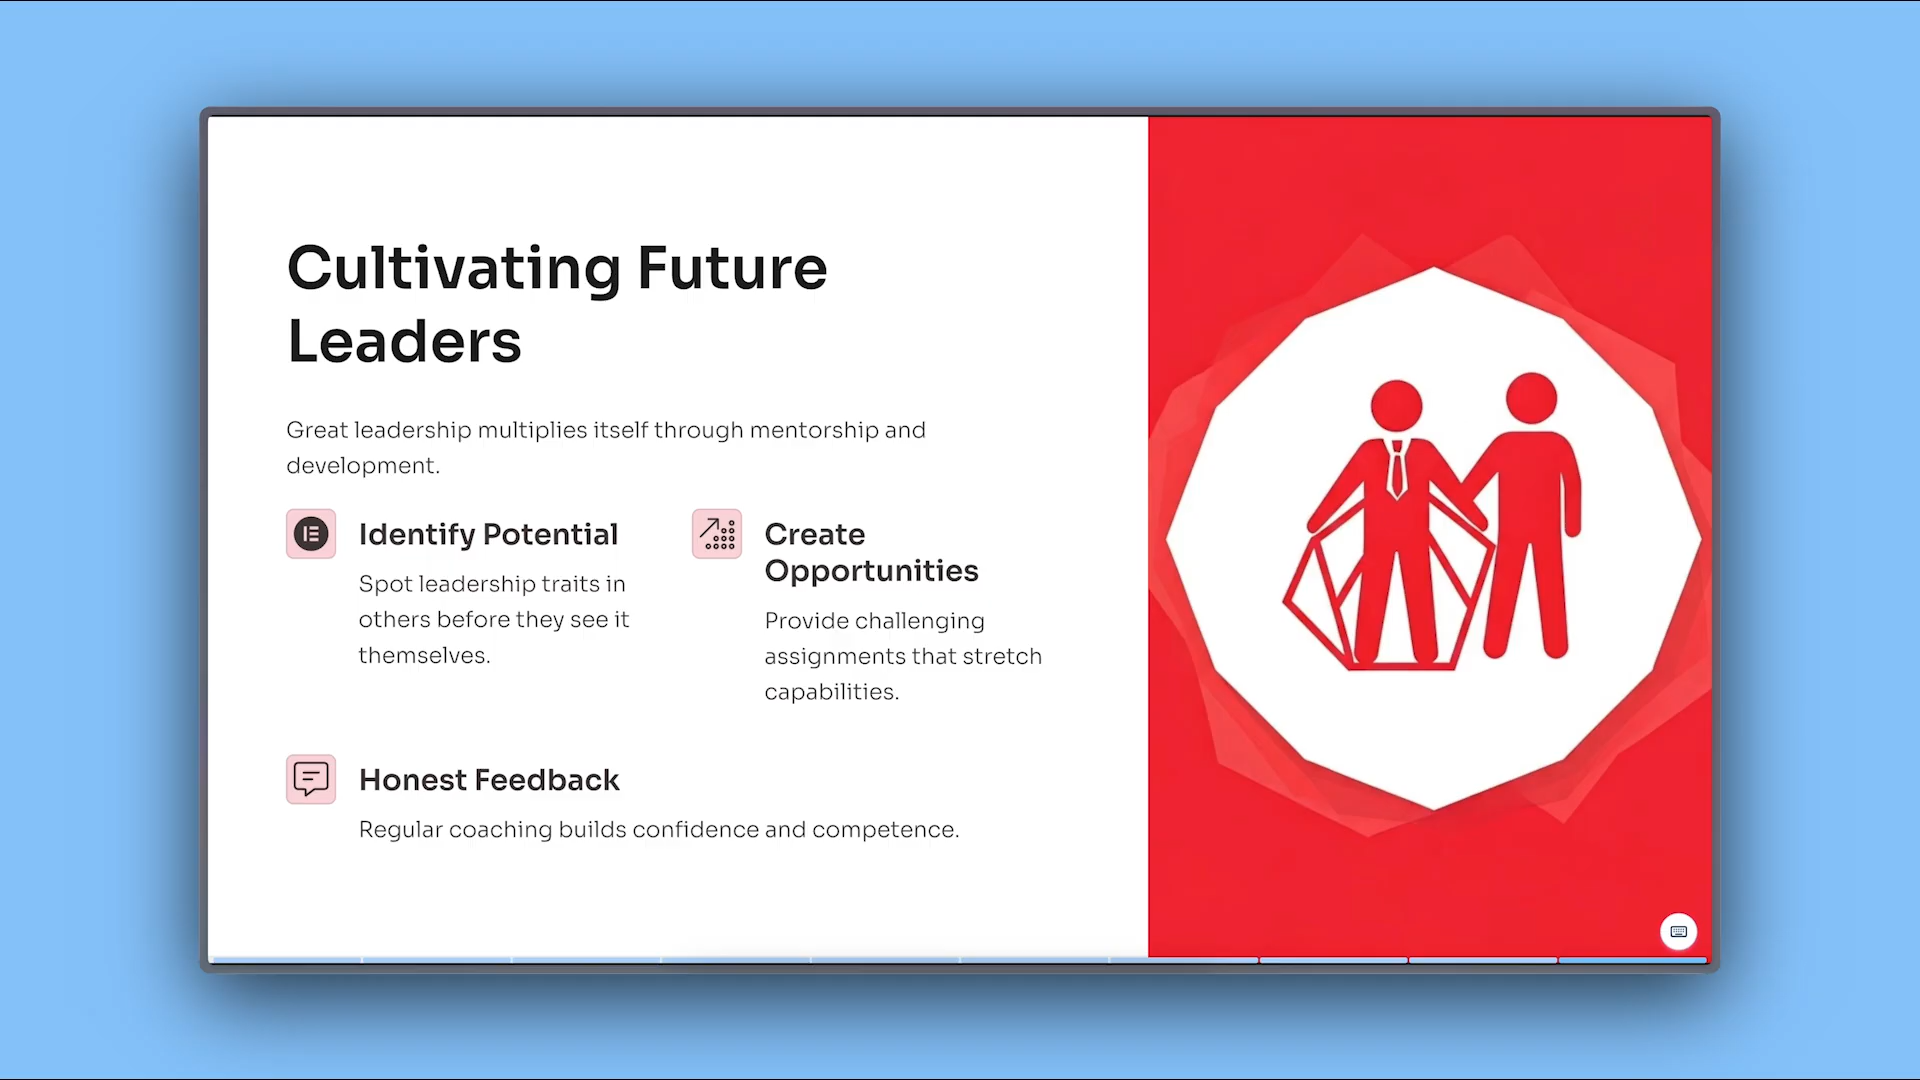 Cultivating Future
Leaders
Great leadership multiplies itself through mentorship and
development.
Identify Potential
Spot leadership traits in
others before they see it
themselves.
Create
Opportunities
Provide challenging
assignments that stretch
capabilities.
Honest Feedback
Regular coaching builds confidence and competence.